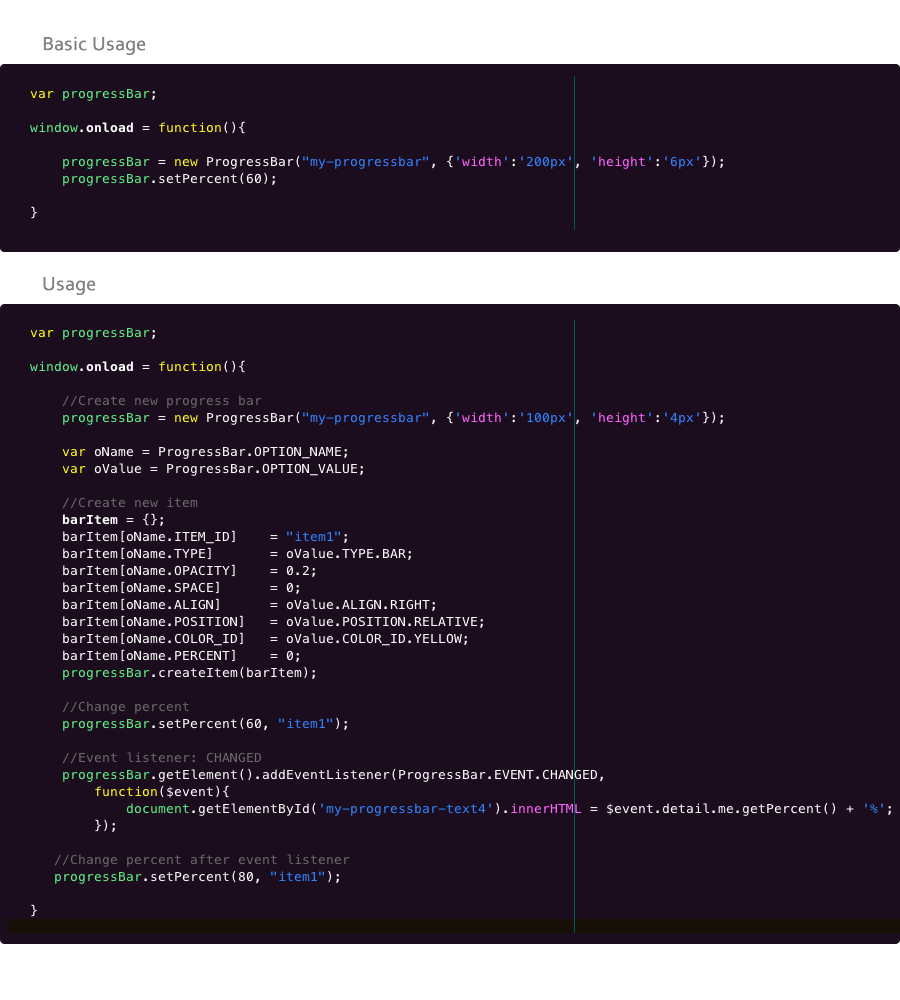 Basic Usage
var progressBar;
window.onload = function(){
progressBar = new ProgressBar("my-progressbar", {'width':'200px', 'height':'6px'});
progressBar.setPercent(60);
}
Usage
var progressBar;
window.onload = function(){
//Create new progress bar
progressBar = new ProgressBar("my-progressbar", {'width':'100px', 'height':'4px'});
var oName = ProgressBar.OPTION_NAME;
var oValue = ProgressBar.OPTION_VALUE;
//Create new item
barItem = {};
barItem[oName.ITEM_ID]    = "item1";
barItem[oName.TYPE]       = oValue.TYPE.BAR;
barItem[oName.OPACITY]    = 0.2;
barItem[oName.SPACE]      = 0;
barItem[oName.ALIGN]      = oValue.ALIGN.RIGHT;
barItem[oName.POSITION]   = oValue.POSITION.RELATIVE;
barItem[oName.COLOR_ID]   = oValue.COLOR_ID.YELLOW;
barItem[oName.PERCENT]    = 0;
progressBar.createItem(barItem);
//Change percent
progressBar.setPercent(60, "item1");
//Event listener: CHANGED
progressBar.getElement().addEventListener(ProgressBar.EVENT.CHANGED,
function($event){
document.getElementById('my-progressbar-text4').innerHTML = $event.detail.me.getPercent() + '%';
});
//Change percent after event listener
progressBar.setPercent(80, "item1");
}